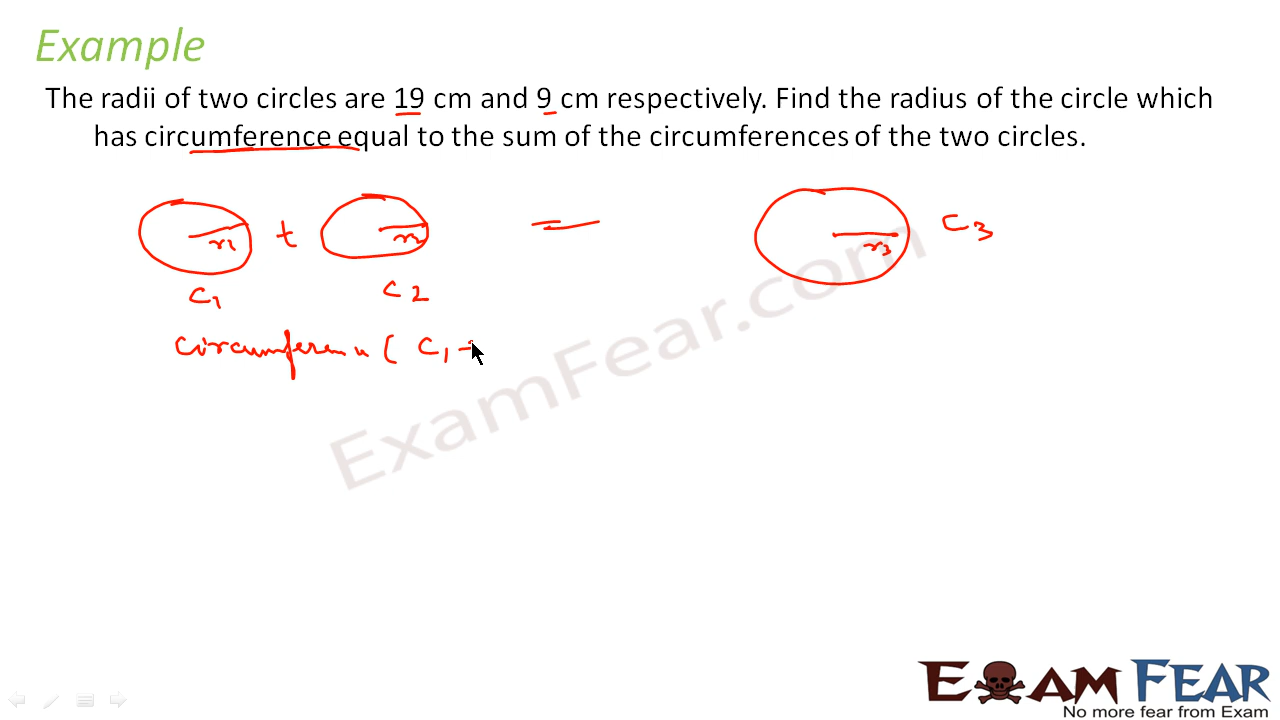 Example
The radii of two circles are 19 cm and 9 cm respectively. Find the radius of the circle which
has circumference equal to the sum of the circumferences of the two circles.
r1 + r2 = r3 C3
C1 C2
Circumferen ( C1 -
ExamFear.com
EXAM FEAR
No more fear from Exam